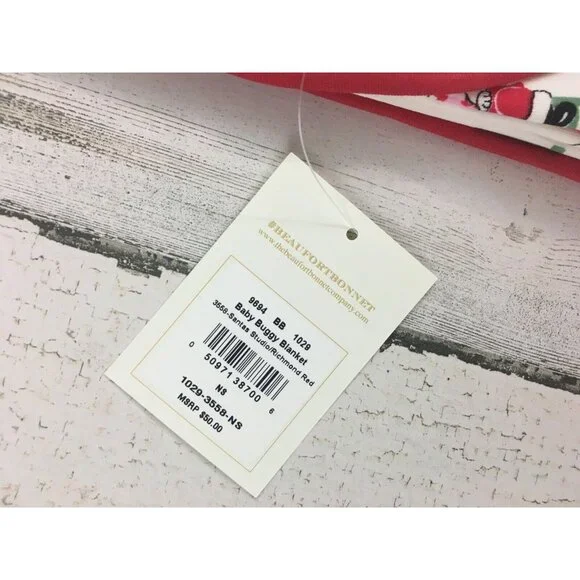 #BEAUFORTBONNET
www.thebeaufortbonnetcompany.com
9694 BB 1029
Baby Buggy Blanket
3558-Santas Studio/Richmond Red
0 50971 38700 6
NS
1029-3558-NS
MSRP $50.00